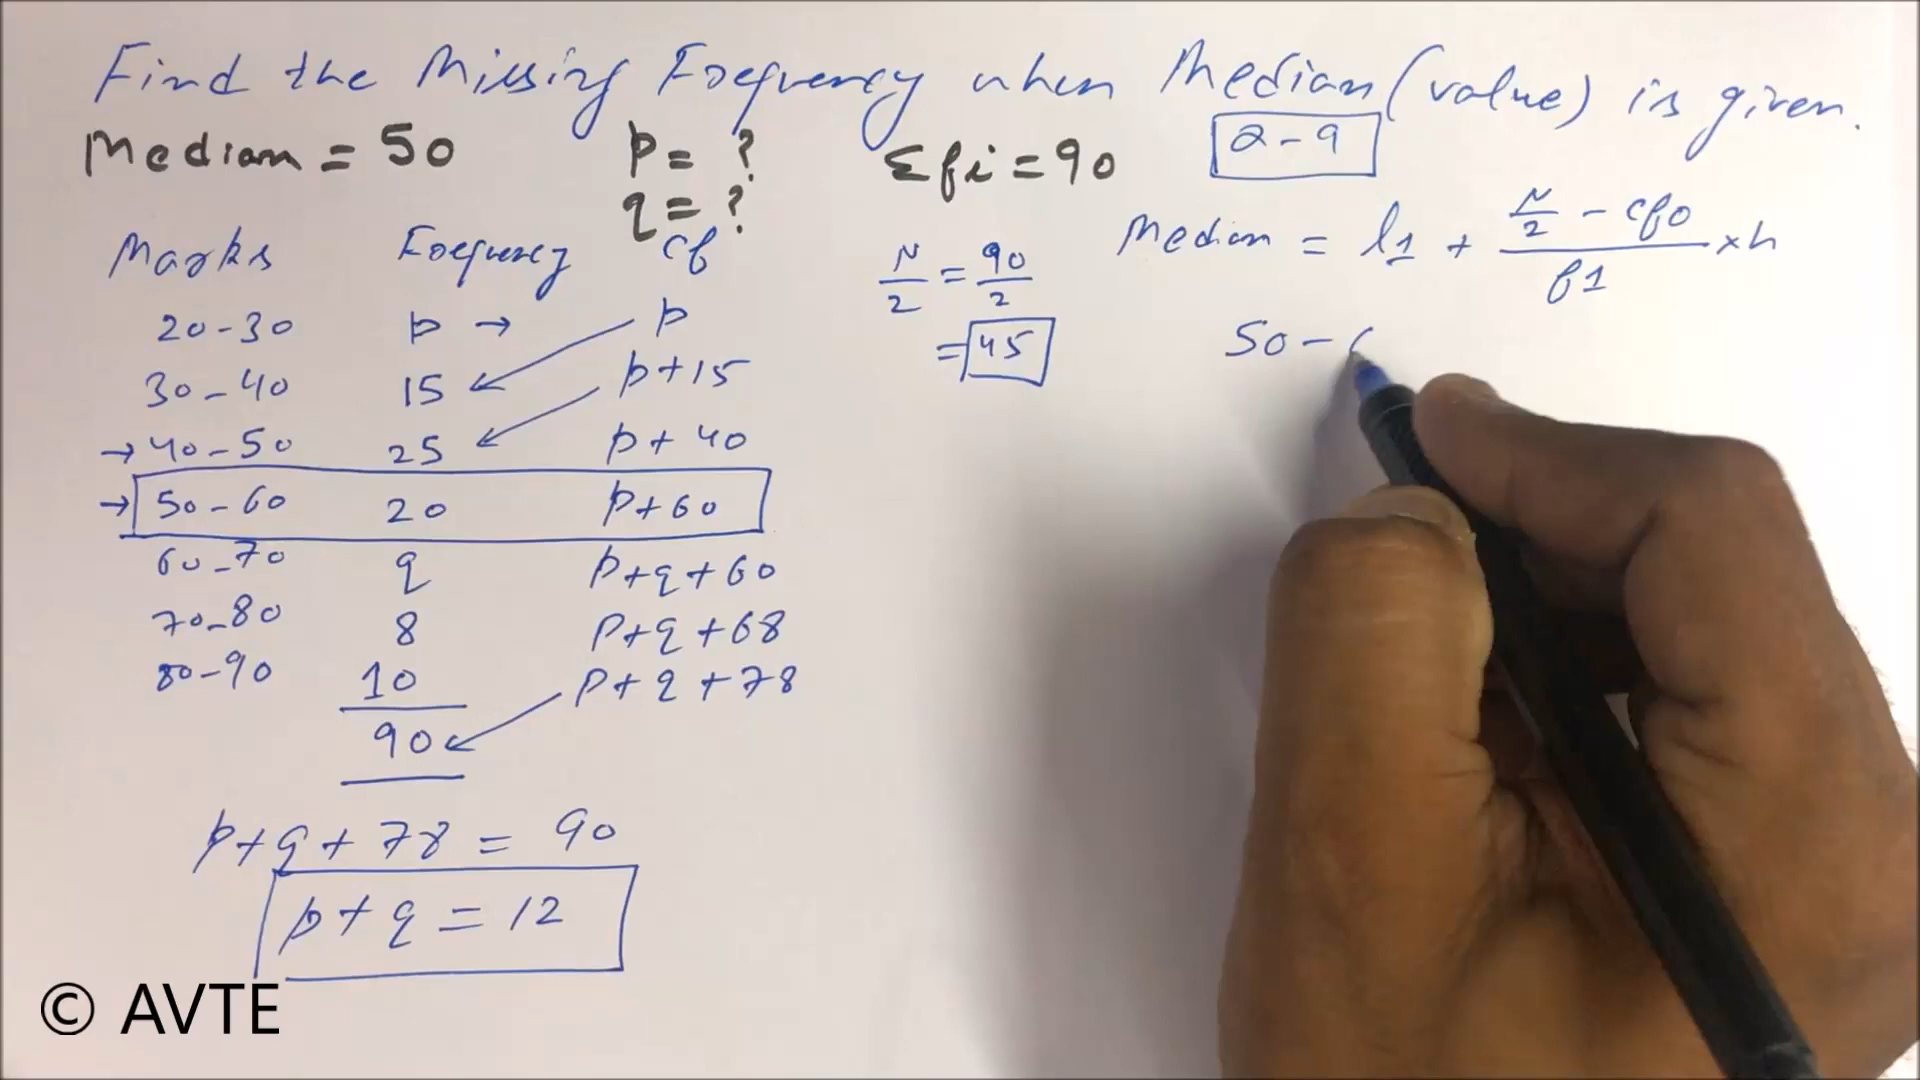 Find the Missing Frequency when Median (value) is given.
Median = 50 p = ? Σfi = 90 2-9
q = ?
Marks Frequency cf N/2 = 90/2 Median = l1 + (N/2 - cf0)/f1 × h
20-30 p → p = 45 50 - (
30-40 15 p+15
→ 40-50 25 p+40
→ 50-60 20 p+60
60-70 q p+q+60
70-80 8 p+q+68
80-90 10 p+q+78
90
p+q+78 = 90
p+q = 12
© AVTE